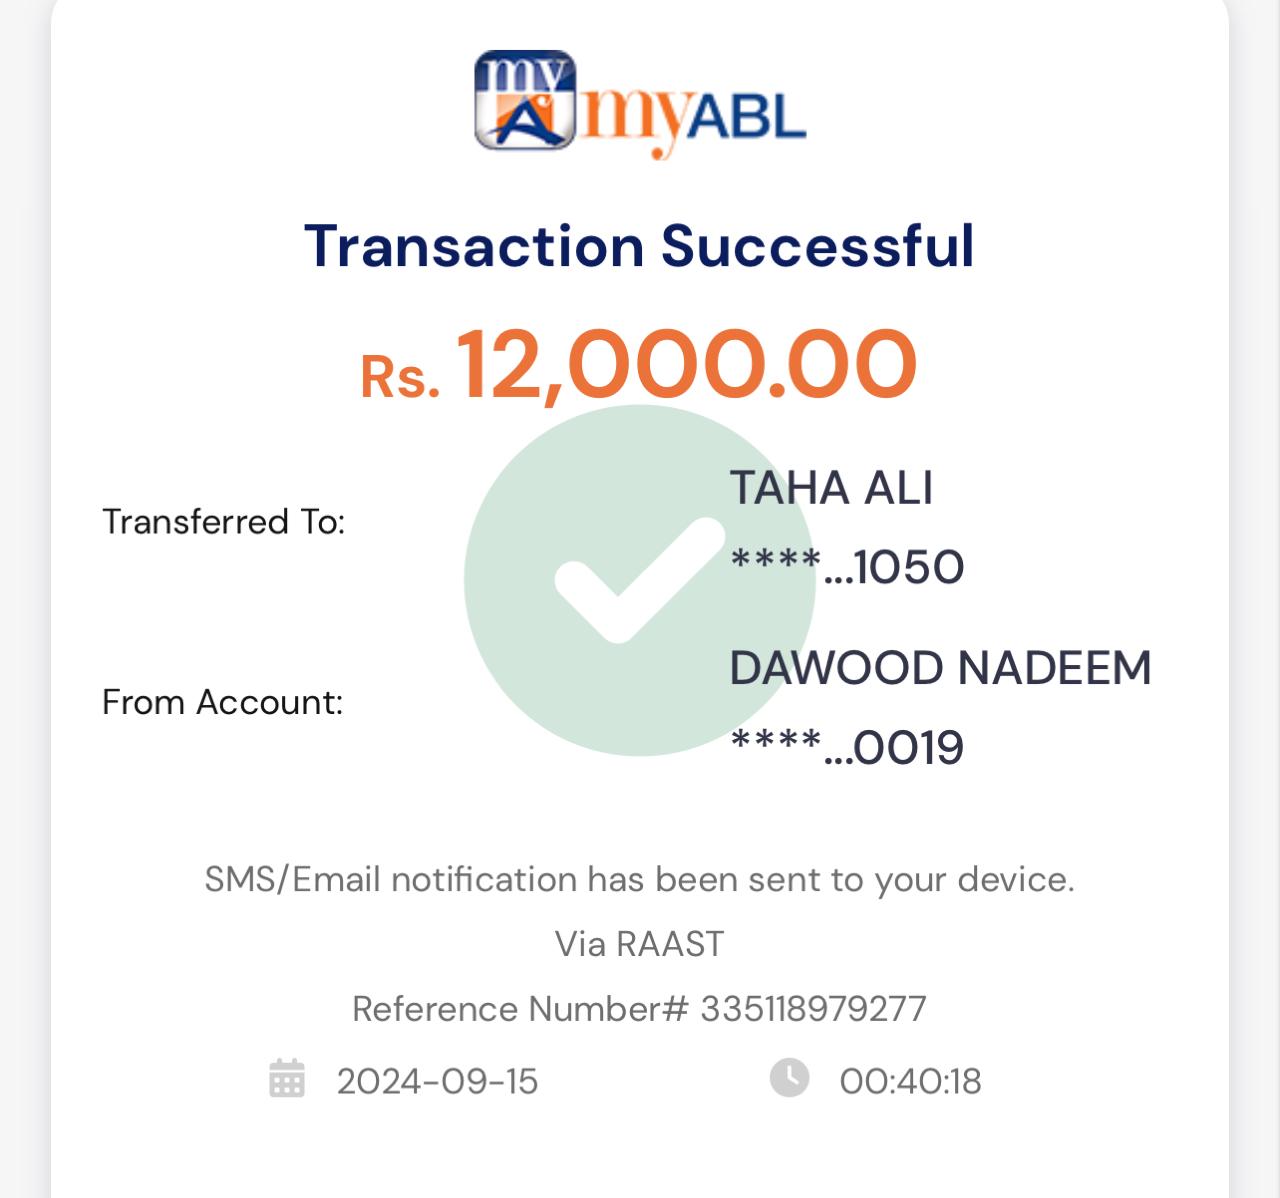 my A myABL
Transaction Successful
Rs. 12,000.00
Transferred To:
TAHA ALI
****...1050
From Account:
DAWOOD NADEEM
****...0019
SMS/Email notification has been sent to your device.
Via RAAST
Reference Number# 335118979277
2024-09-15 00:40:18